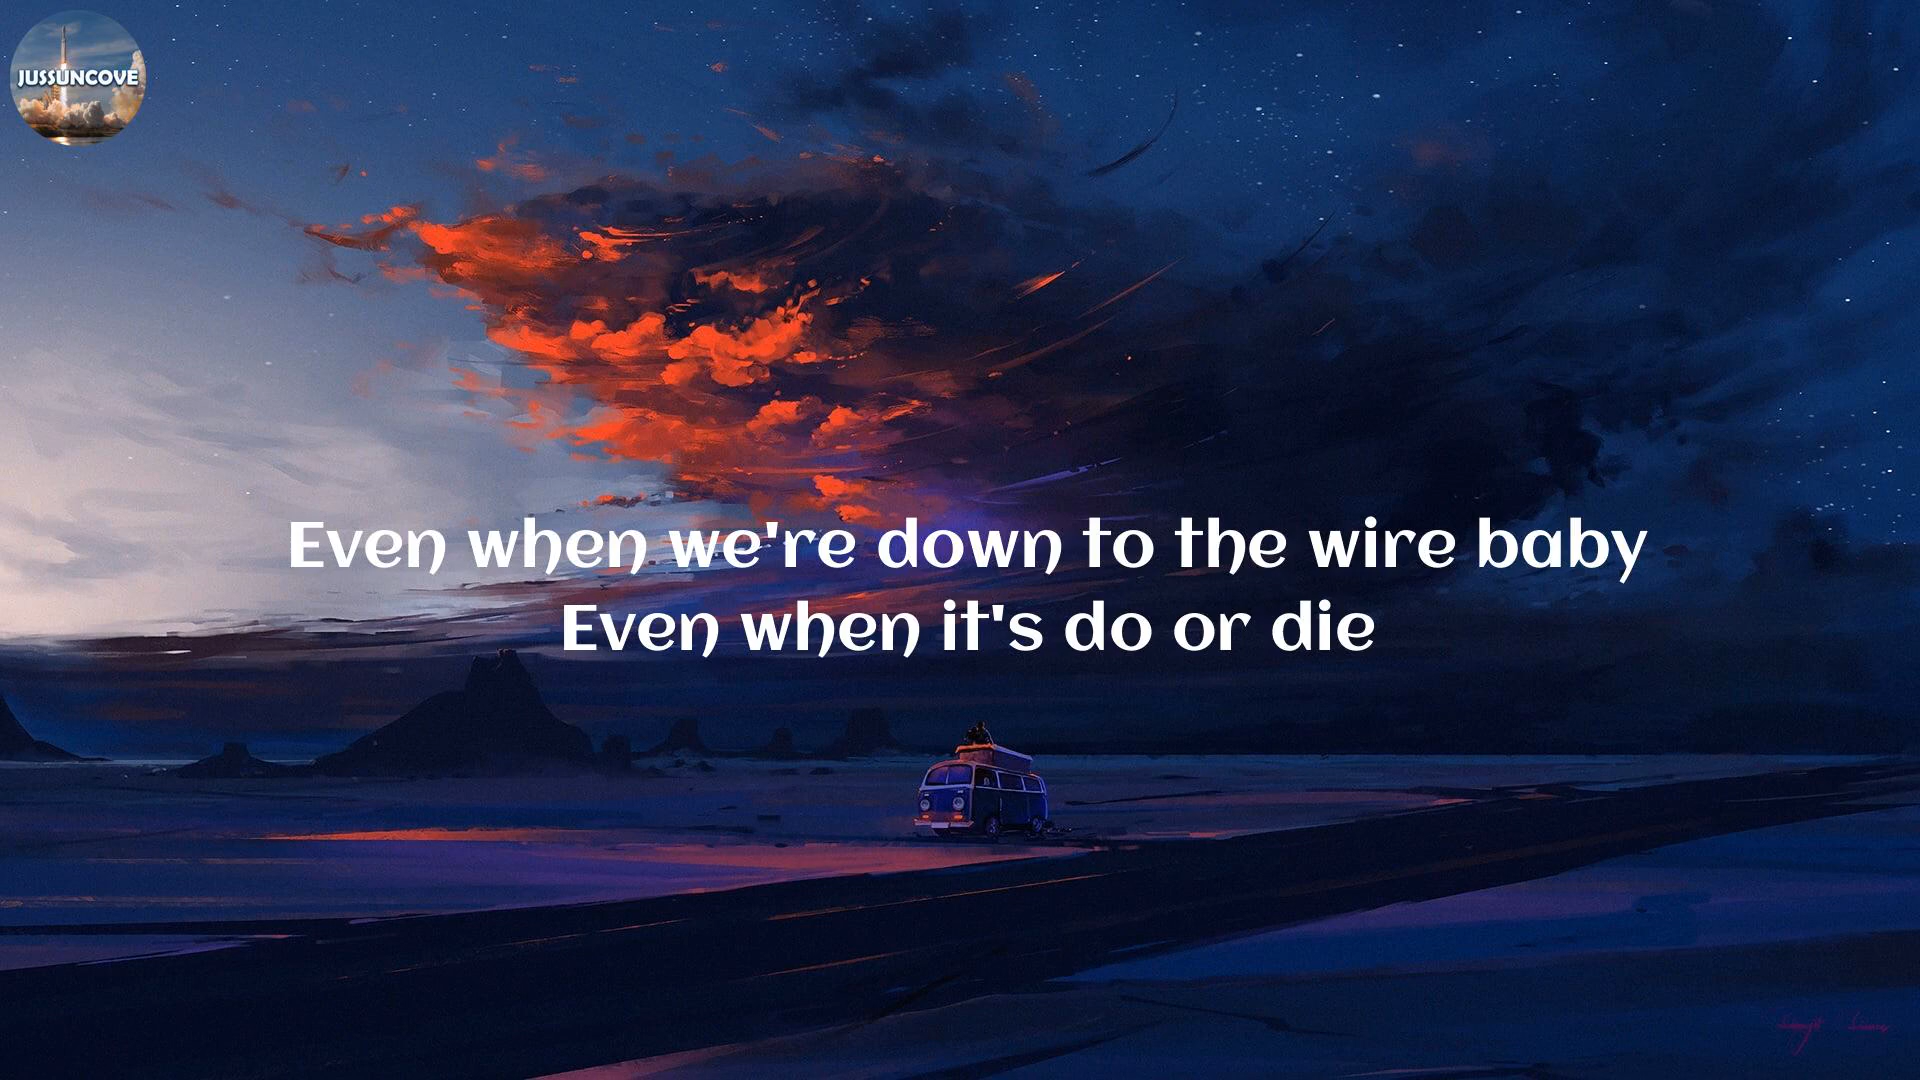 JUSSUNCOVE
Even when we're down to the wire baby
Even when it's do or die